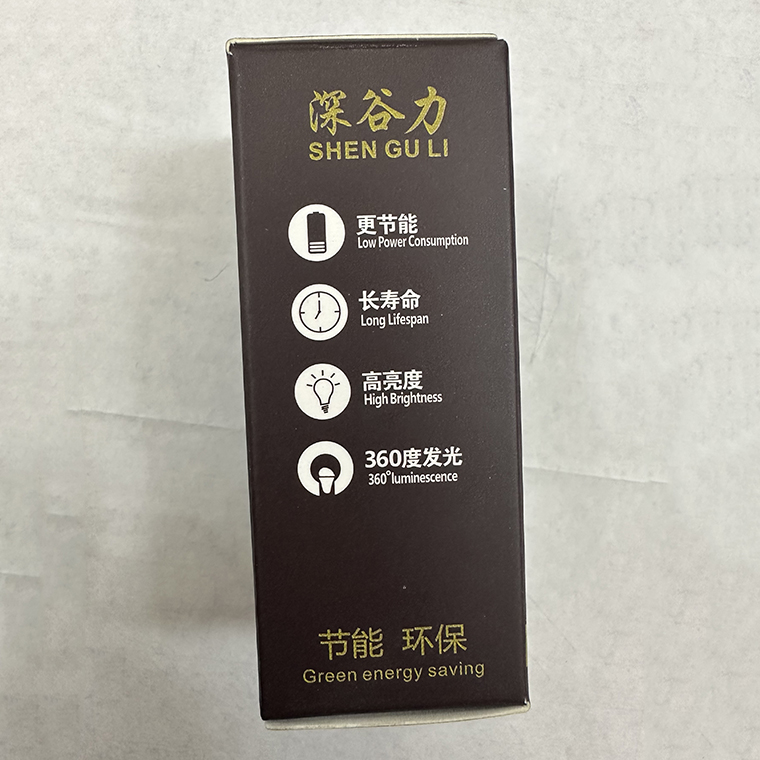 深谷力
SHEN GU LI
更节能
Low Power Consumption
长寿命
Long Lifespan
高亮度
High Brightness
360度发光
360°luminescence
节能 环保
Green energy saving